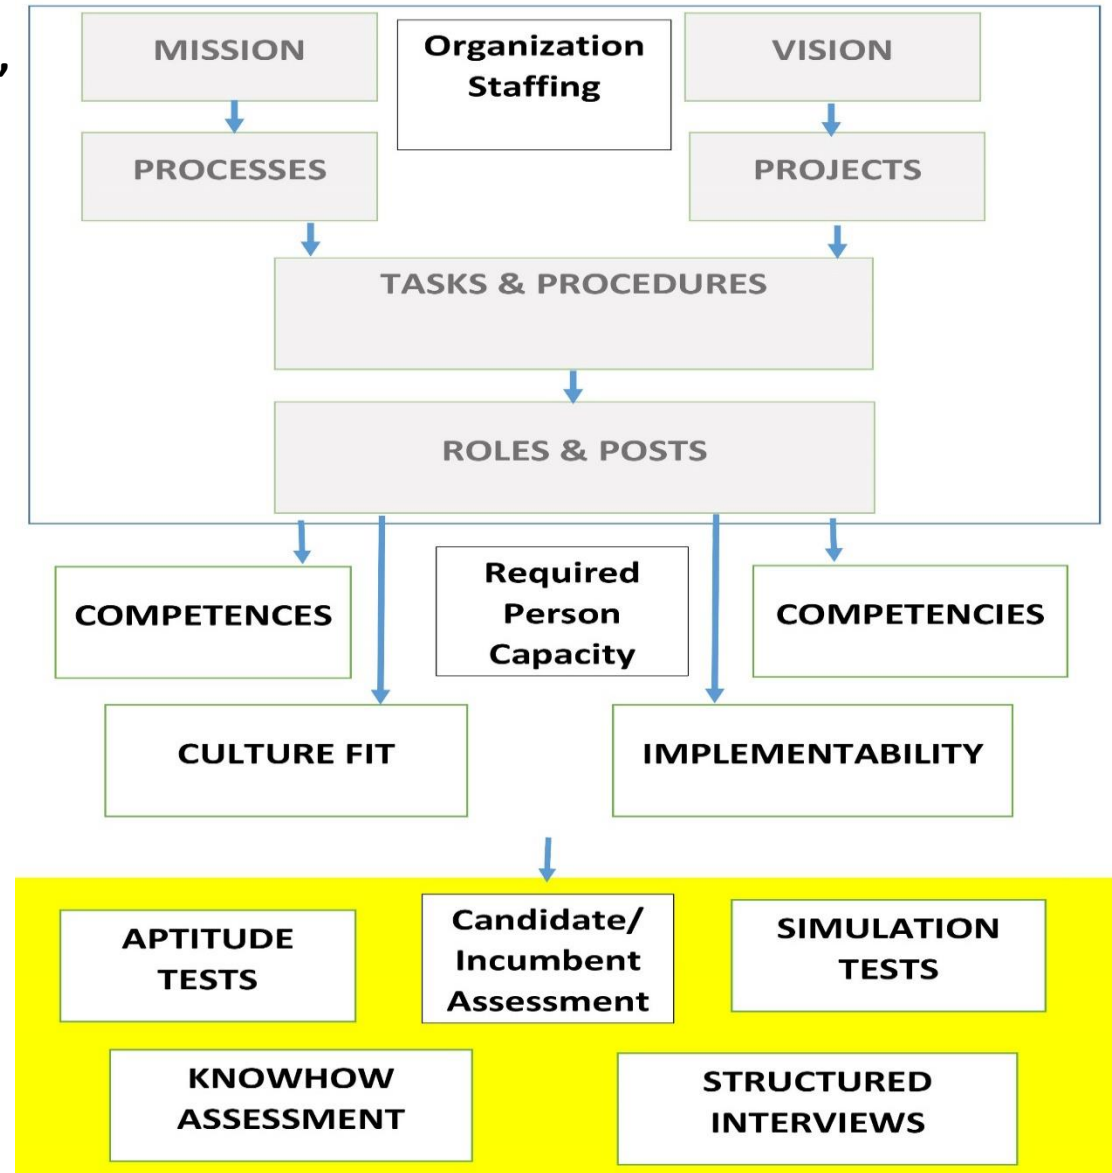 ,
MISSION
Organization
Staffing
VISION
PROCESSES
PROJECTS
TASKS & PROCEDURES
ROLES & POSTS
COMPETENCES
Required
Person
Capacity
COMPETENCIES
CULTURE FIT
IMPLEMENTABILITY
APTITUDE
TESTS
Candidate/
Incumbent
Assessment
SIMULATION
TESTS
KNOWHOW
ASSESSMENT
STRUCTURED
INTERVIEWS